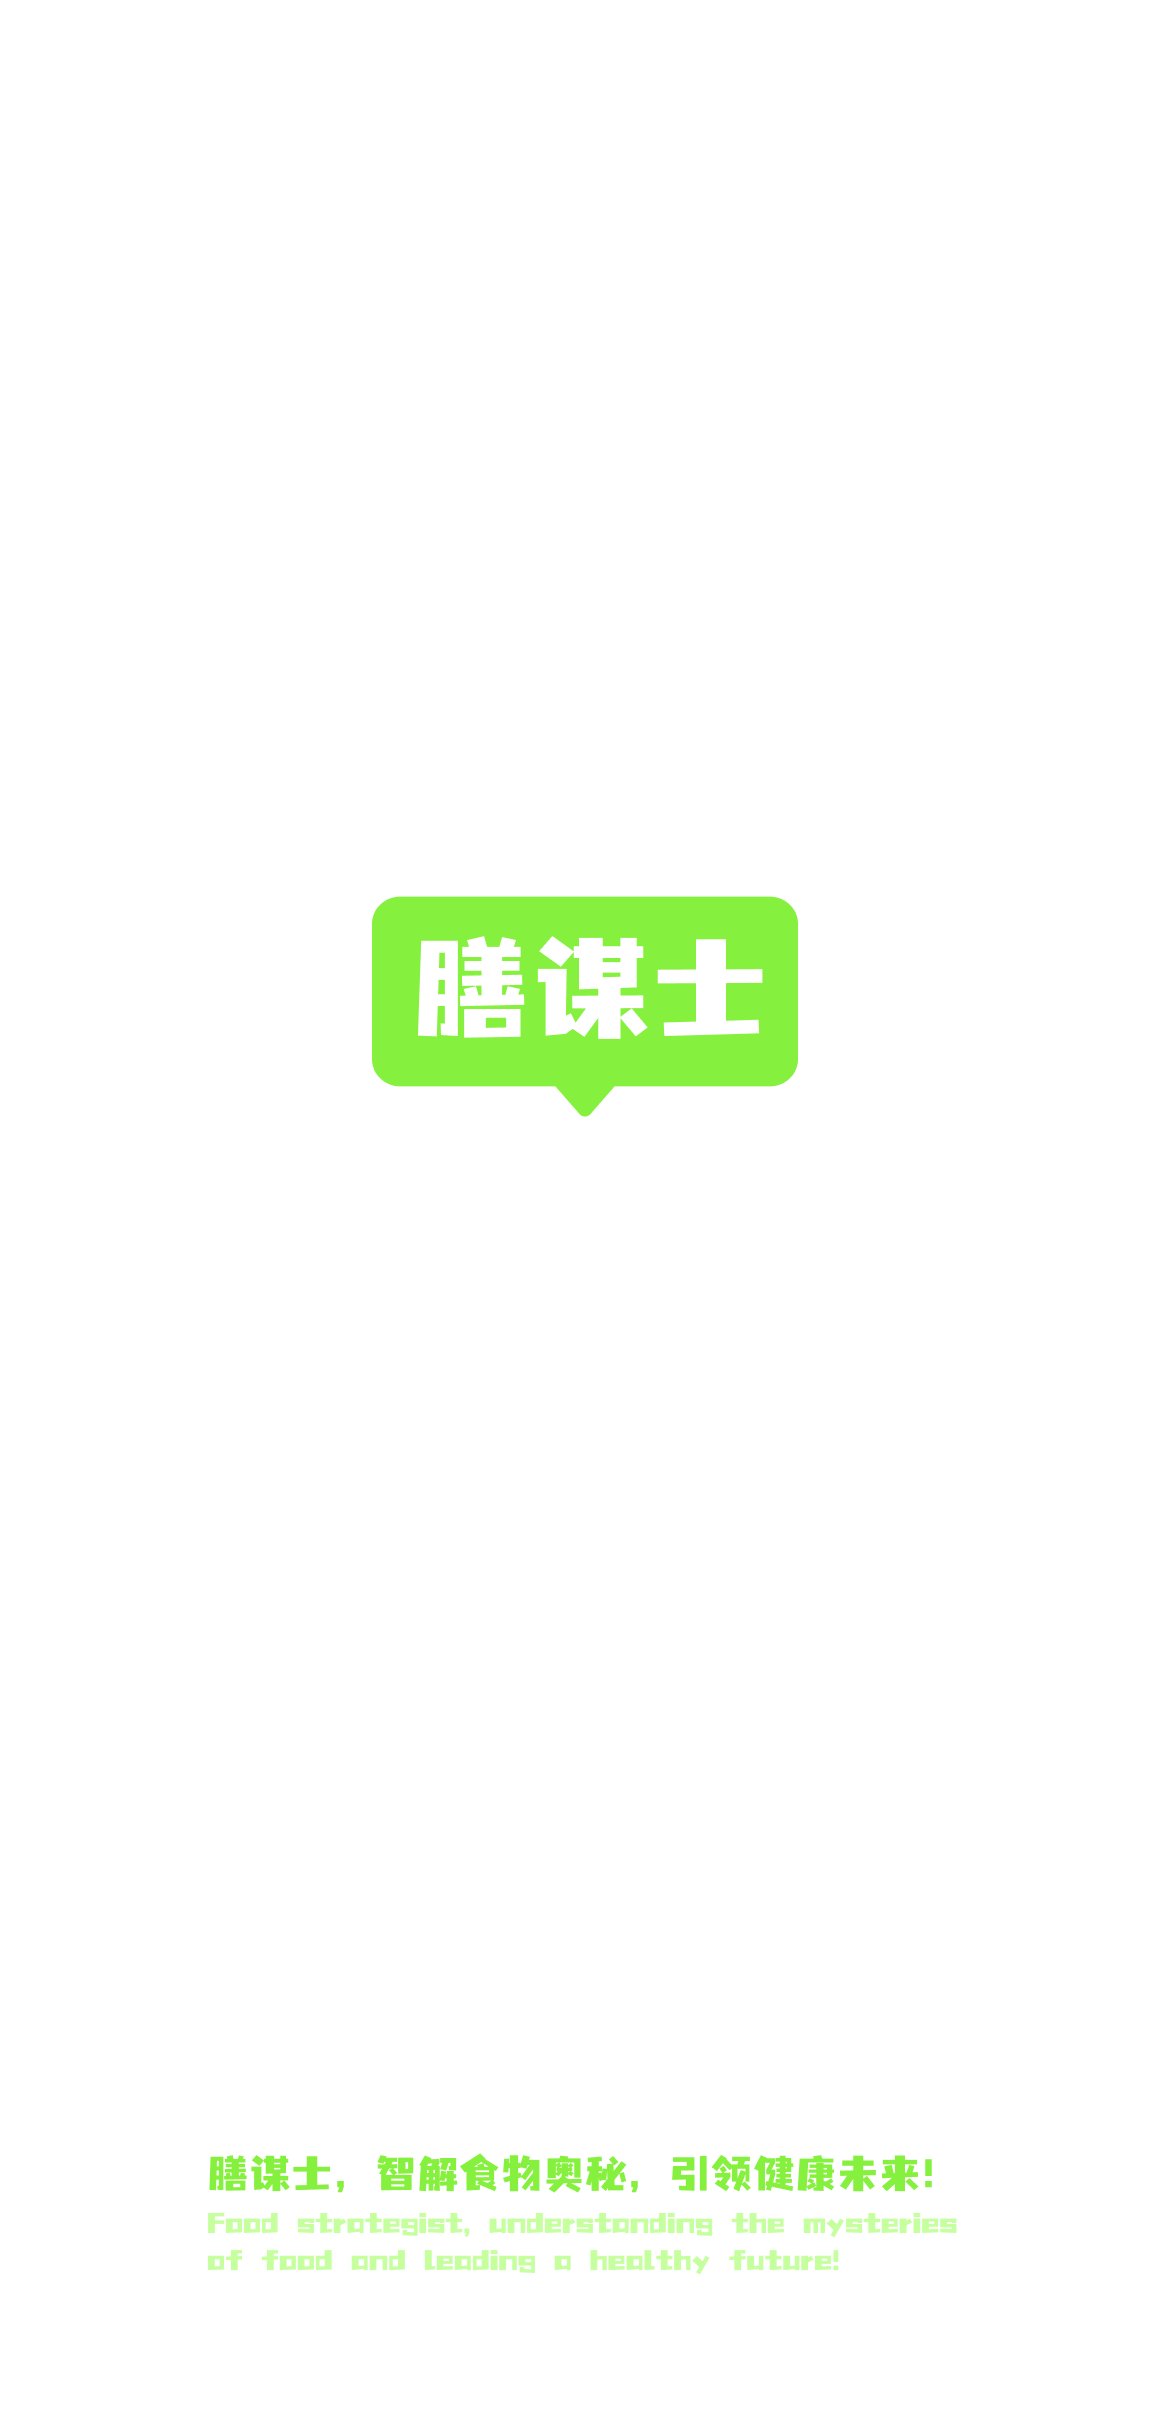 膳谋士
膳谋士，智解食物奥秘，引领健康未来!
Food strategist, understanding the mysteries
of food and leading a healthy future!